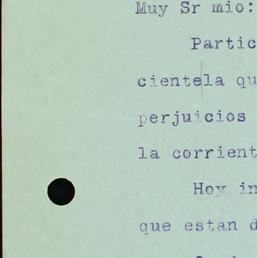 Muy Sr mio:
Partic
cientela qu
perjuicios
la corrient
Hoy in
que estan d